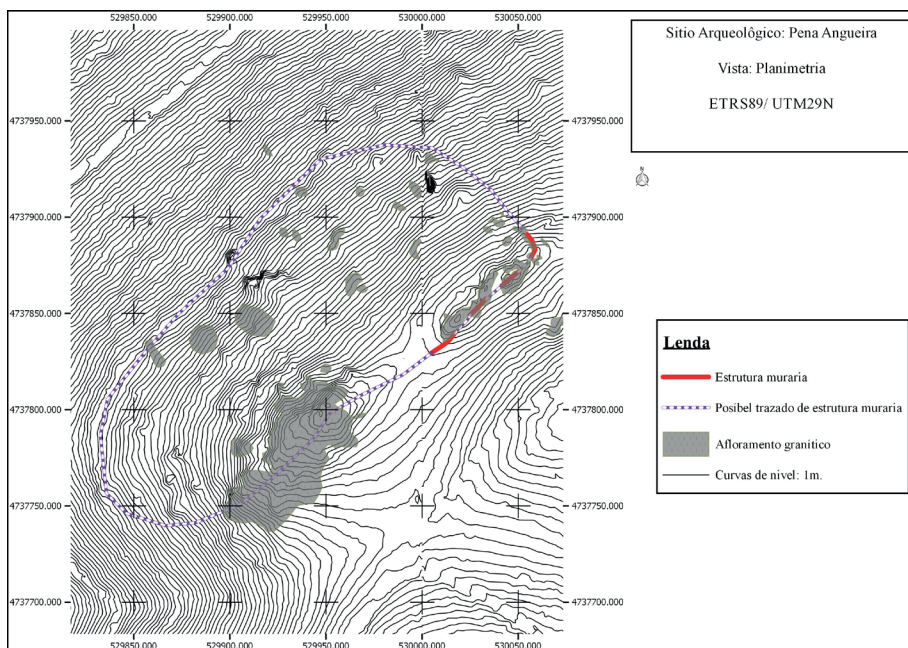 529850.000 529900.000 529950.000 530000.000 530050.000
Sitio Arqueológico: Pena Angueira
Vista: Planimetria
ETRS89/ UTM29N
N
4737950.000 4737950.000
4737900.000 4737900.000
4737850.000 4737850.000
4737800.000 4737800.000
4737750.000 4737750.000
4737700.000 4737700.000
529850.000 529900.000 529950.000 530000.000 530050.000
Lenda
Estrutura muraria
Posíbel trazado de estrutura muraria
Afloramento granitico
Curvas de nivel: 1m.